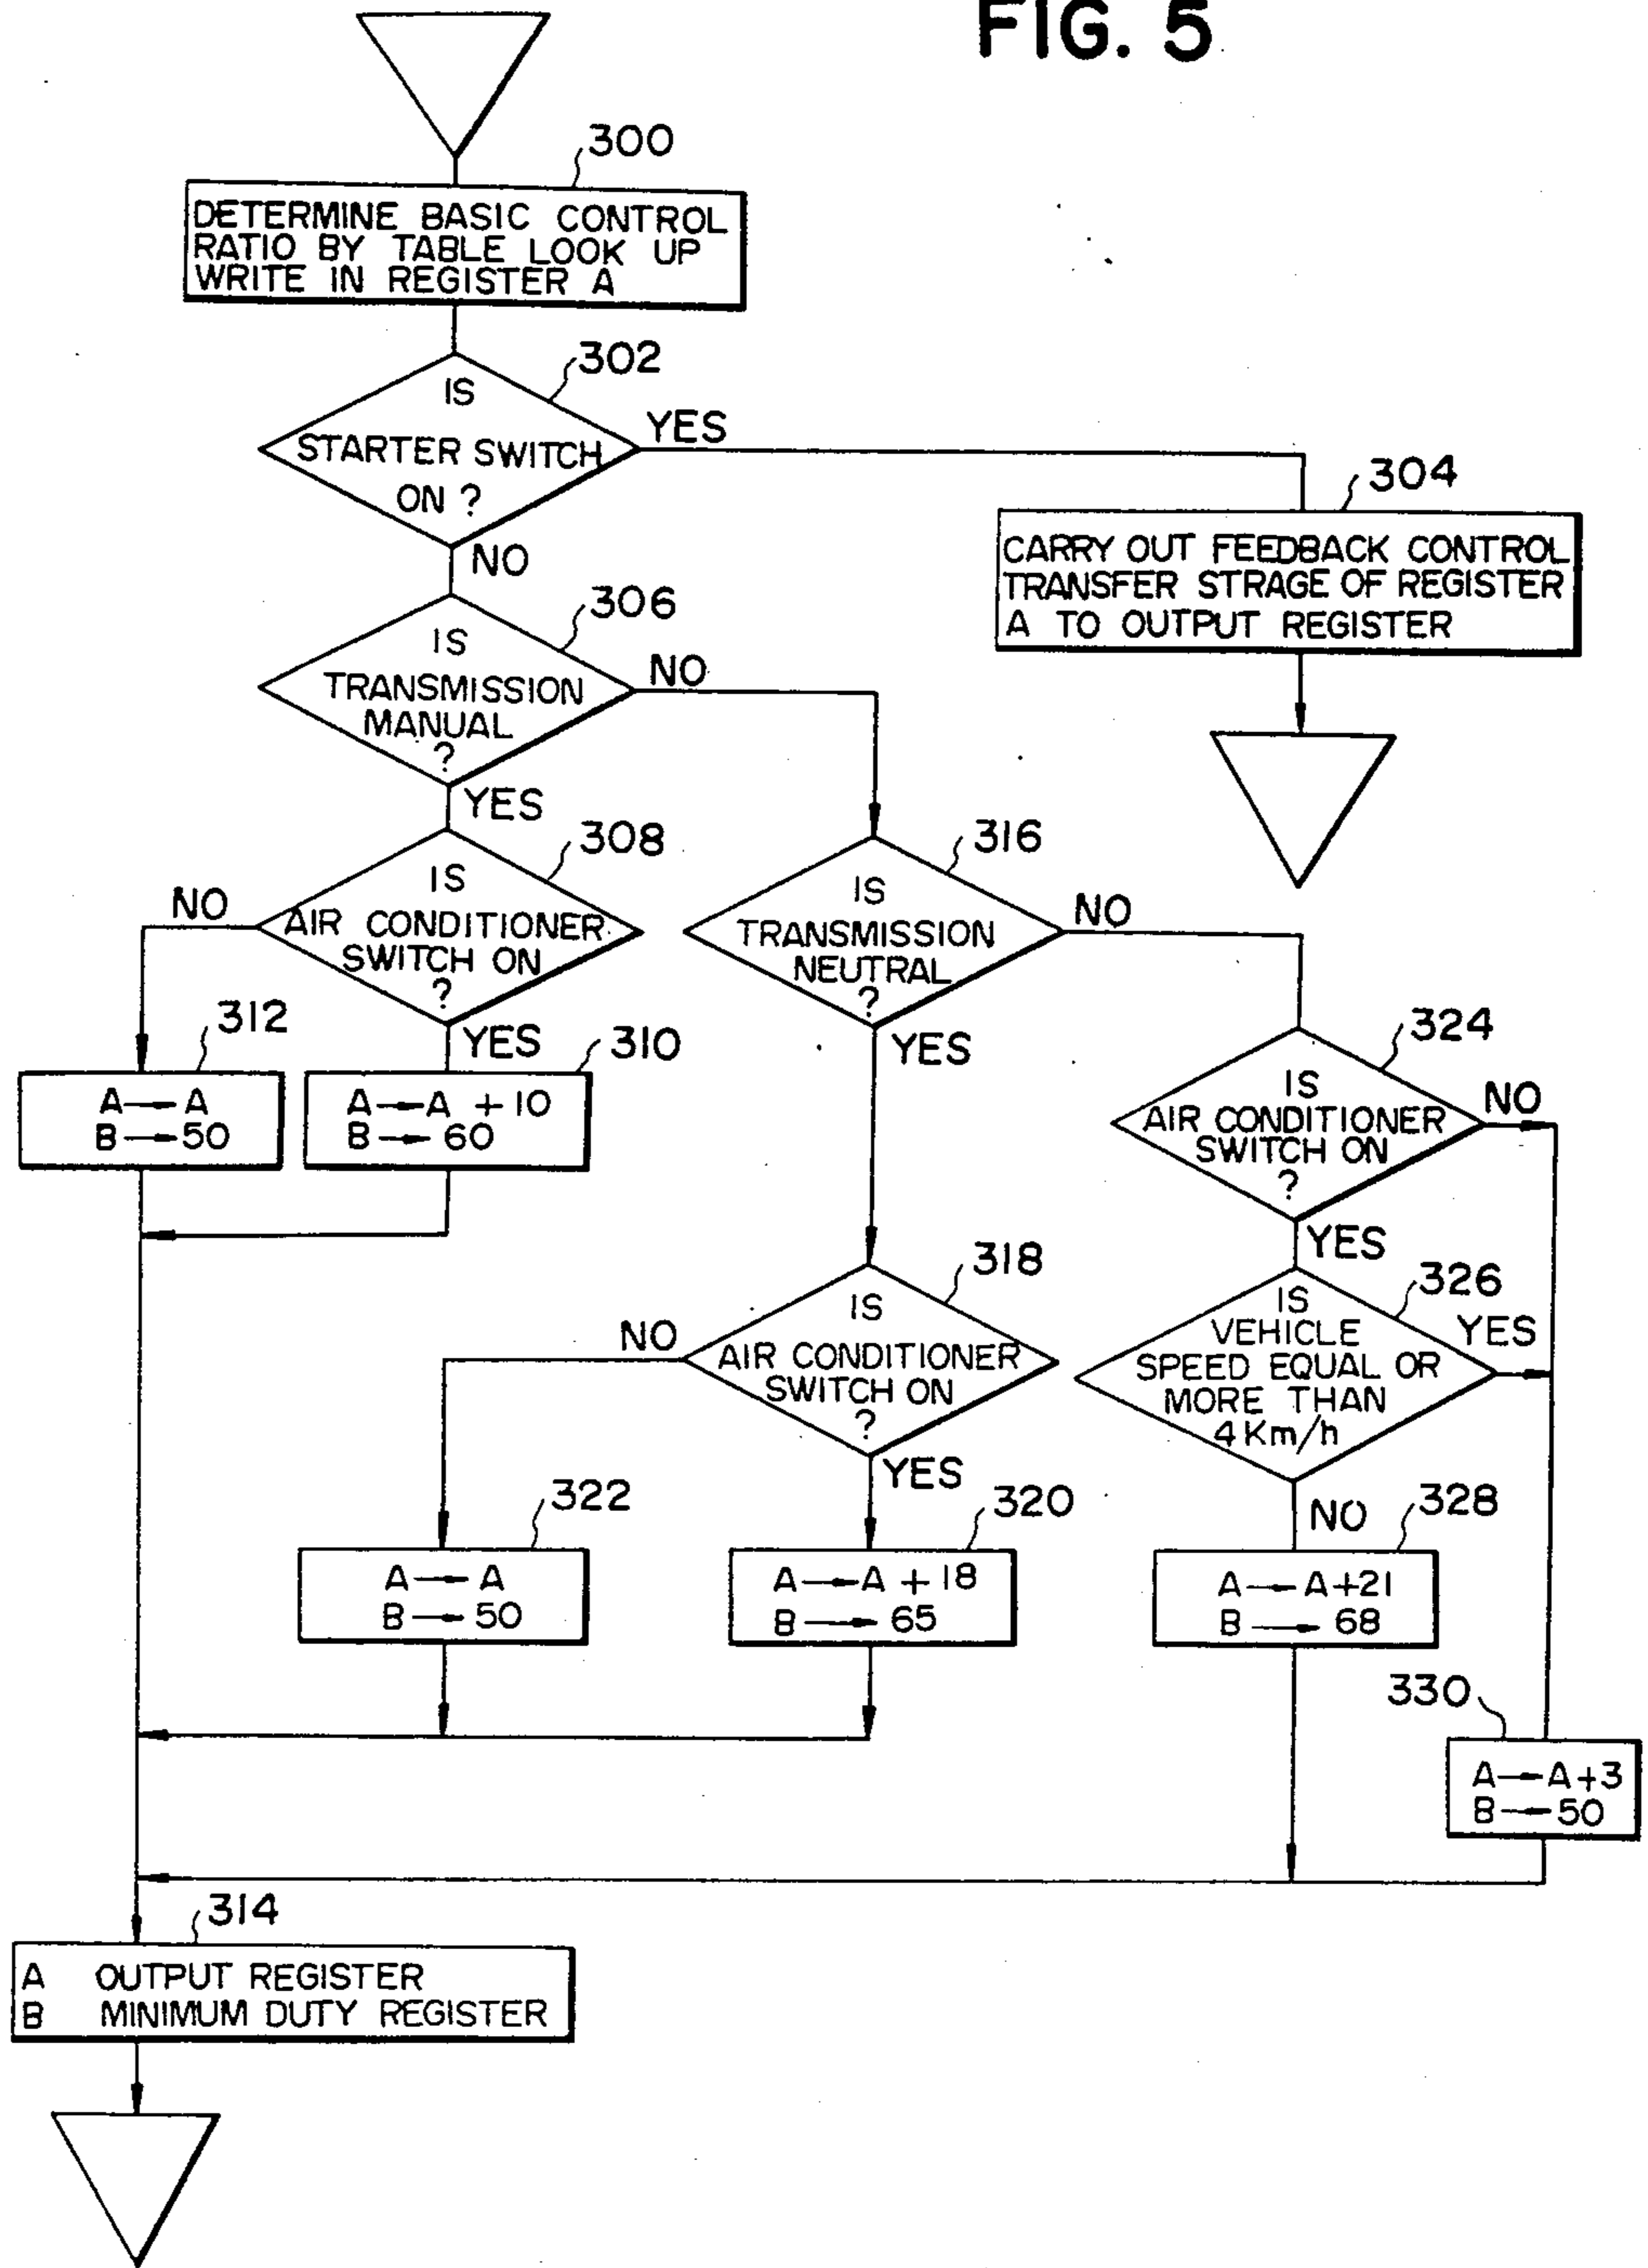 FIG. 5
300
DETERMINE BASIC CONTROL
RATIO BY TABLE LOOK UP
WRITE IN REGISTER A
302
IS
STARTER SWITCH
ON ?
YES
NO
304
CARRY OUT FEEDBACK CONTROL
TRANSFER STRAGE OF REGISTER
A TO OUTPUT REGISTER
306
IS
TRANSMISSION
MANUAL
?
NO
YES
308
IS
AIR CONDITIONER
SWITCH ON
?
NO
YES
312
A → A
B → 50
310
A → A + 10
B → 60
316
IS
TRANSMISSION
NEUTRAL
?
NO
YES
324
IS
AIR CONDITIONER
SWITCH ON
?
NO
YES
318
IS
AIR CONDITIONER
SWITCH ON
?
NO
YES
326
IS
VEHICLE
SPEED EQUAL OR
MORE THAN
4 Km/h
YES
NO
322
A → A
B → 50
320
A → A + 18
B → 65
328
A → A+21
B → 68
330
A → A+3
B → 50
314
A OUTPUT REGISTER
B MINIMUM DUTY REGISTER